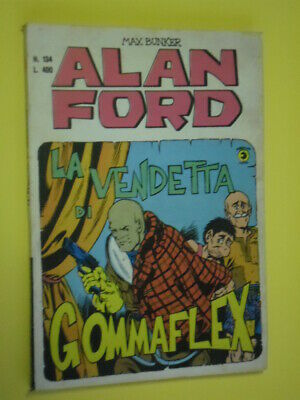 MAX BUNKER
N. 134
L. 400
ALAN
FORD
LA
VENDETTA
DI
GOMMAFLEX